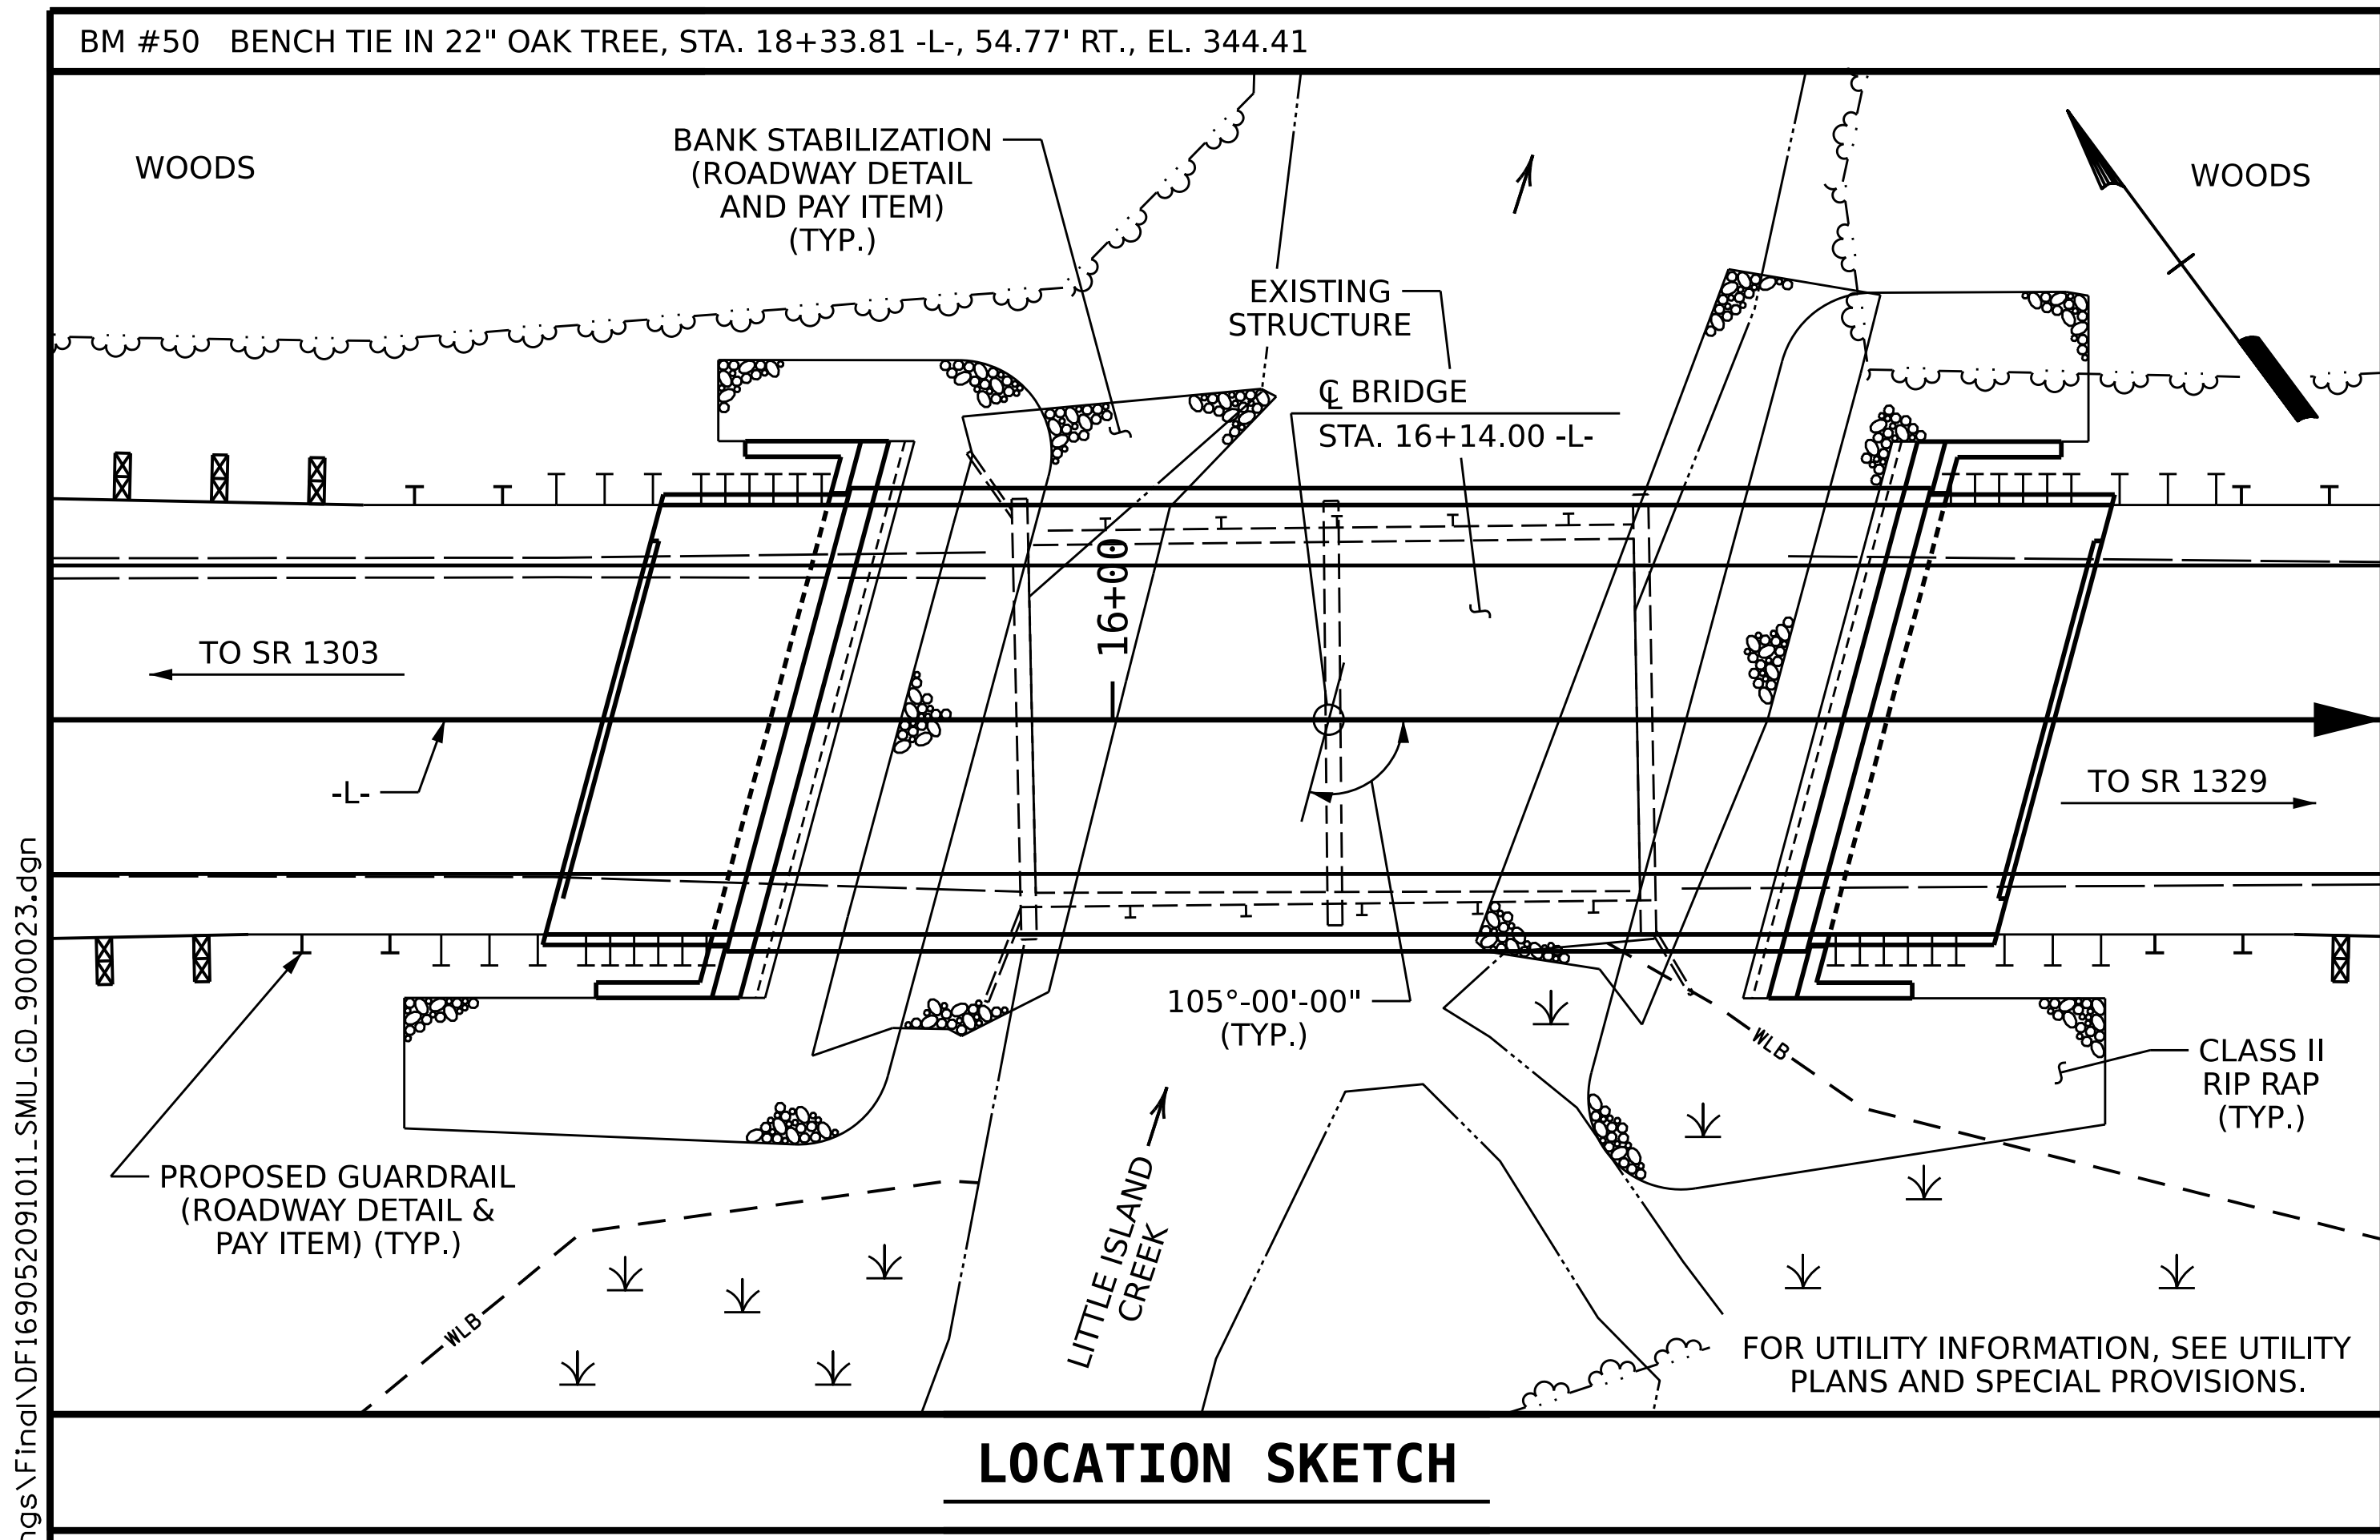 BM #50 BENCH TIE IN 22" OAK TREE, STA. 18+33.81 -L-, 54.77' RT., EL. 344.41
WOODS
BANK STABILIZATION
(ROADWAY DETAIL
AND PAY ITEM)
(TYP.)
WOODS
EXISTING
STRUCTURE
℄ BRIDGE
STA. 16+14.00 -L-
16+00
TO SR 1303
-L-
TO SR 1329
105°-00'-00"
(TYP.)
WLB
CLASS II
RIP RAP
(TYP.)
PROPOSED GUARDRAIL
(ROADWAY DETAIL &
PAY ITEM) (TYP.)
LITTLE ISLAND
CREEK
WLB
FOR UTILITY INFORMATION, SEE UTILITY
PLANS AND SPECIAL PROVISIONS.
LOCATION SKETCH
ngs\Final\DF16905.2091011_SMU_GD_900023.dgn